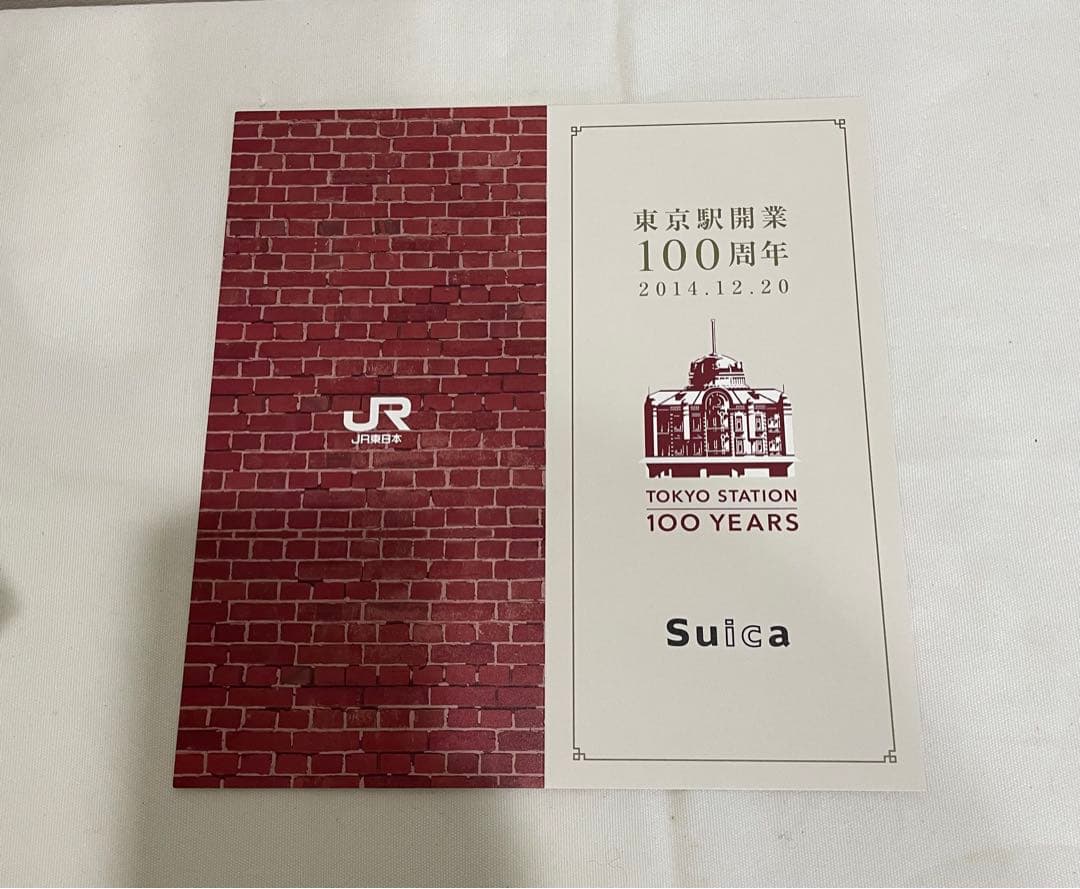 JR
JR東日本
東京駅開業
100周年
2014.12.20
TOKYO STATION
100 YEARS
Suica